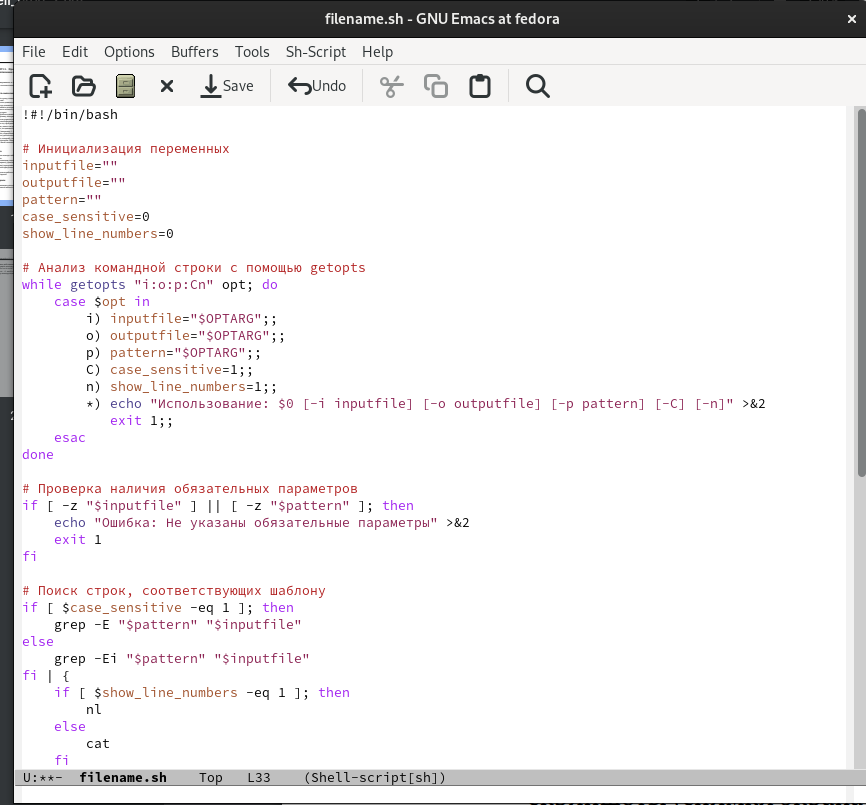 filename.sh - GNU Emacs at fedora
File Edit Options Buffers Tools Sh-Script Help
Save Undo
!#!/bin/bash
# Инициализация переменных
inputfile=""
outputfile=""
pattern=""
case_sensitive=0
show_line_numbers=0
# Анализ командной строки с помощью getopts
while getopts "i:o:p:Cn" opt; do
    case $opt in
        i) inputfile="$OPTARG";;
        o) outputfile="$OPTARG";;
        p) pattern="$OPTARG";;
        C) case_sensitive=1;;
        n) show_line_numbers=1;;
        *) echo "Использование: $0 [-i inputfile] [-o outputfile] [-p pattern] [-C] [-n]" >&2
           exit 1;;
    esac
done
# Проверка наличия обязательных параметров
if [ -z "$inputfile" ] || [ -z "$pattern" ]; then
    echo "Ошибка: Не указаны обязательные параметры" >&2
    exit 1
fi
# Поиск строк, соответствующих шаблону
if [ $case_sensitive -eq 1 ]; then
    grep -E "$pattern" "$inputfile"
else
    grep -Ei "$pattern" "$inputfile"
fi | {
    if [ $show_line_numbers -eq 1 ]; then
        nl
    else
        cat
    fi
U:**- filename.sh Top L33 (Shell-script[sh])